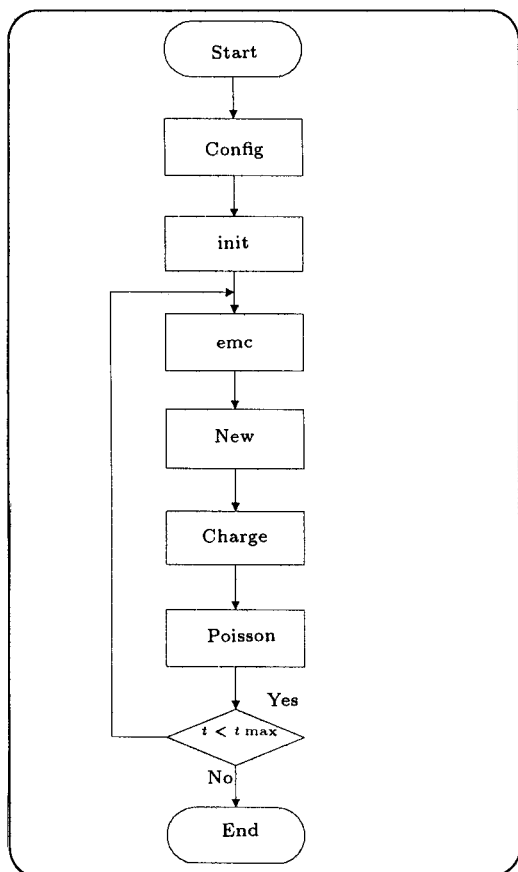 Start
Config
init
emc
New
Charge
Poisson
Yes
t < t max
No
End